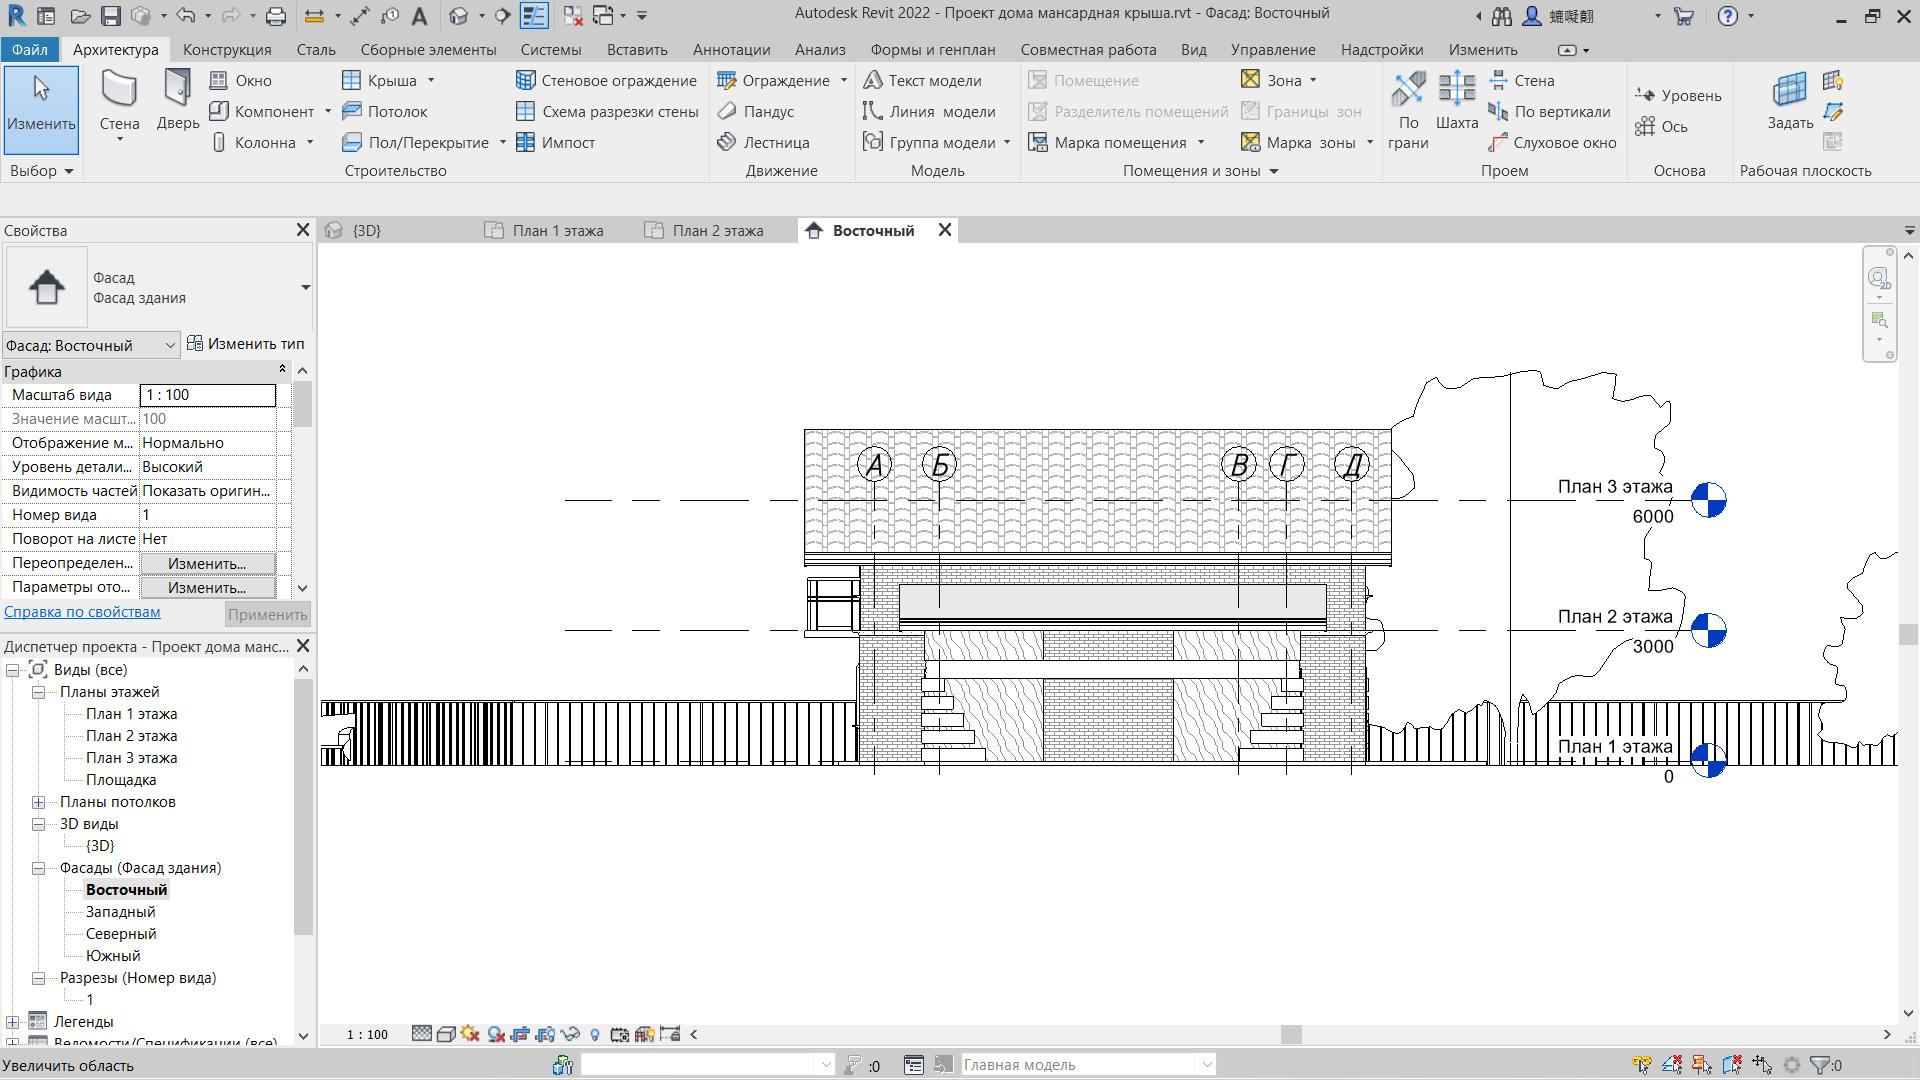 Autodesk Revit 2022 - Проект дома мансардная крыша.rvt - Фасад: Восточный
Файл Архитектура Конструкция Сталь Сборные элементы Системы Вставить Аннотации Анализ Формы и генплан Совместная работа Вид Управление Надстройки Изменить
Изменить
Стена
Дверь
Окно
Компонент
Колонна
Крыша
Потолок
Пол/Перекрытие
Стеновое ограждение
Схема разрезки стены
Импост
Ограждение
Пандус
Лестница
Текст модели
Линия модели
Группа модели
Помещение
Разделитель помещений
Марка помещения
Зона
Границы зон
Марка зоны
По грани
Шахта
Стена
По вертикали
Слуховое окно
Уровень
Ось
Задать
Выбор Строительство Движение Модель Помещения и зоны Проем Основа Рабочая плоскость
Свойства
{3D} План 1 этажа План 2 этажа Восточный
Фасад
Фасад здания
Фасад: Восточный Изменить тип
Графика
Масштаб вида 1 : 100
Значение масшт... 100
Отображение м... Нормально
Уровень детали... Высокий
Видимость частей Показать оригин...
Номер вида 1
Поворот на листе Нет
Переопределен... Изменить...
Параметры ото... Изменить...
Справка по свойствам Применить
Диспетчер проекта - Проект дома манс...
Виды (все)
Планы этажей
План 1 этажа
План 2 этажа
План 3 этажа
Площадка
Планы потолков
3D виды
{3D}
Фасады (Фасад здания)
Восточный
Западный
Северный
Южный
Разрезы (Номер вида)
1
Легенды
Ведомости/Спецификации (все)
А Б В Г Д
План 3 этажа
6000
План 2 этажа
3000
План 1 этажа
0
2D
1 : 100
Увеличить область
:0
Главная модель
:0